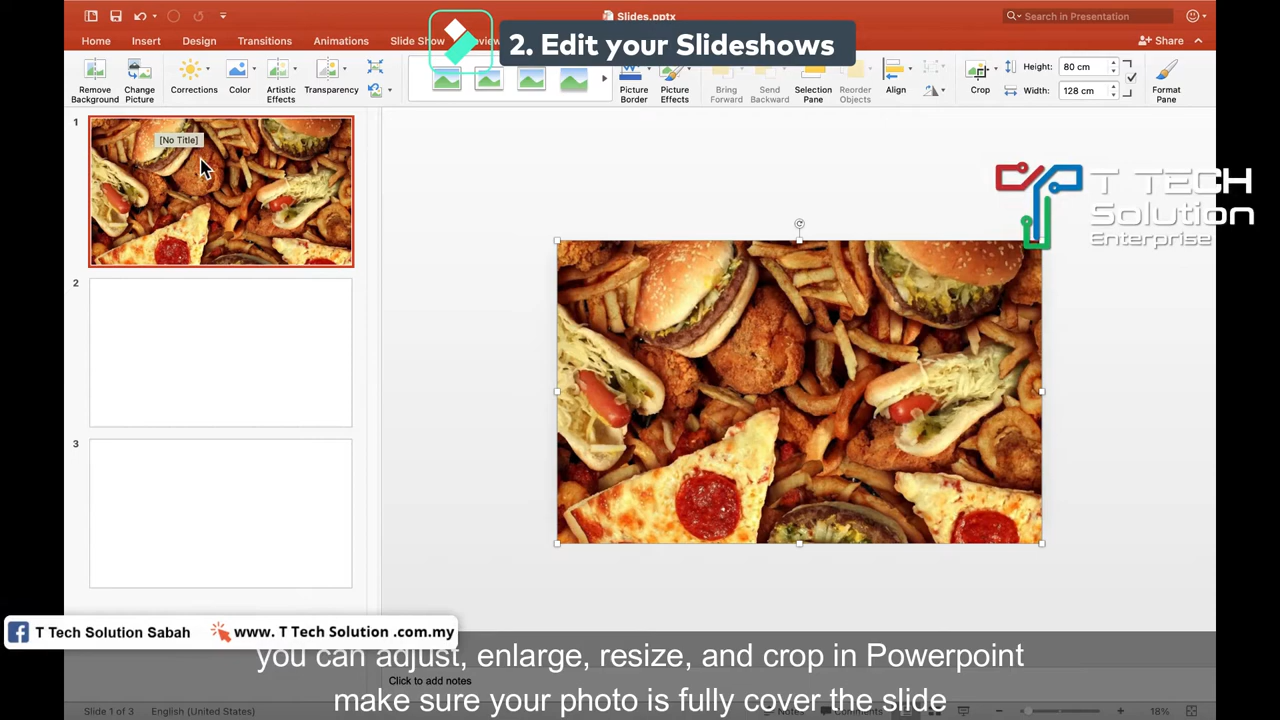 Slides.pptx
Search in Presentation
Home Insert Design Transitions Animations Slide Show
2. Edit your Slideshows
Share
Remove Background
Change Picture
Corrections
Color
Artistic Effects
Transparency
Picture Border
Picture Effects
Bring Forward
Send Backward
Selection Pane
Reorder Objects
Align
Crop
Height: 80 cm
Width: 128 cm
Format Pane
1
[No Title]
T TECH
Solution
Enterprise
2
3
T Tech Solution Sabah
www. T Tech Solution .com.my
you can adjust, enlarge, resize, and crop in Powerpoint
Click to add notes
make sure your photo is fully cover the slide
Slide 1 of 3 English (United States)
Notes Comments
18%